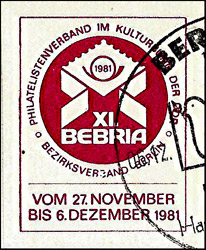 PHILATELISTENVERBAND IM KULTURBUND DER DDR
1981
XI.
BEBRIA
BEZIRKSVERBAND BERLIN
VOM 27. NOVEMBER
BIS 6. DEZEMBER 1981